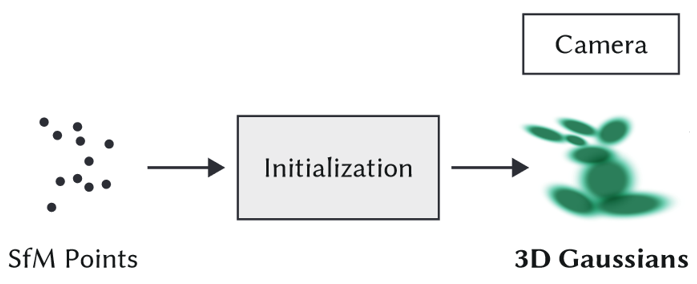 Camera
Initialization
SfM Points
3D Gaussians